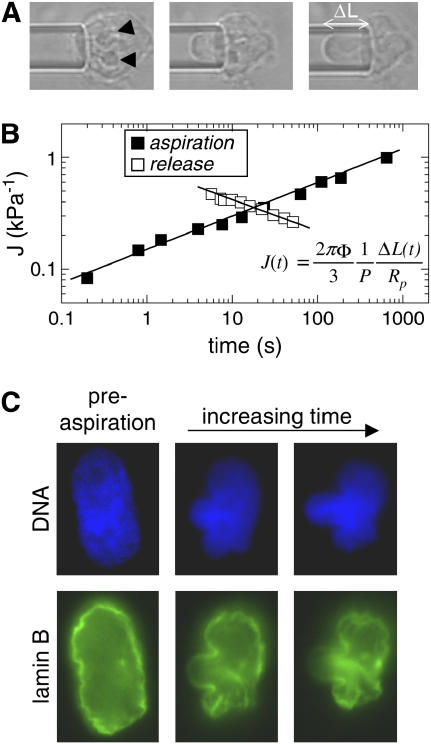 A
ΔL
B
aspiration
release
J (kPa⁻¹)
1
0.1
J(t) = 2πΦ/3 1/P ΔL(t)/Rₚ
0.1 1 10 100 1000
time (s)
C
pre-
aspiration
increasing time
DNA
lamin B